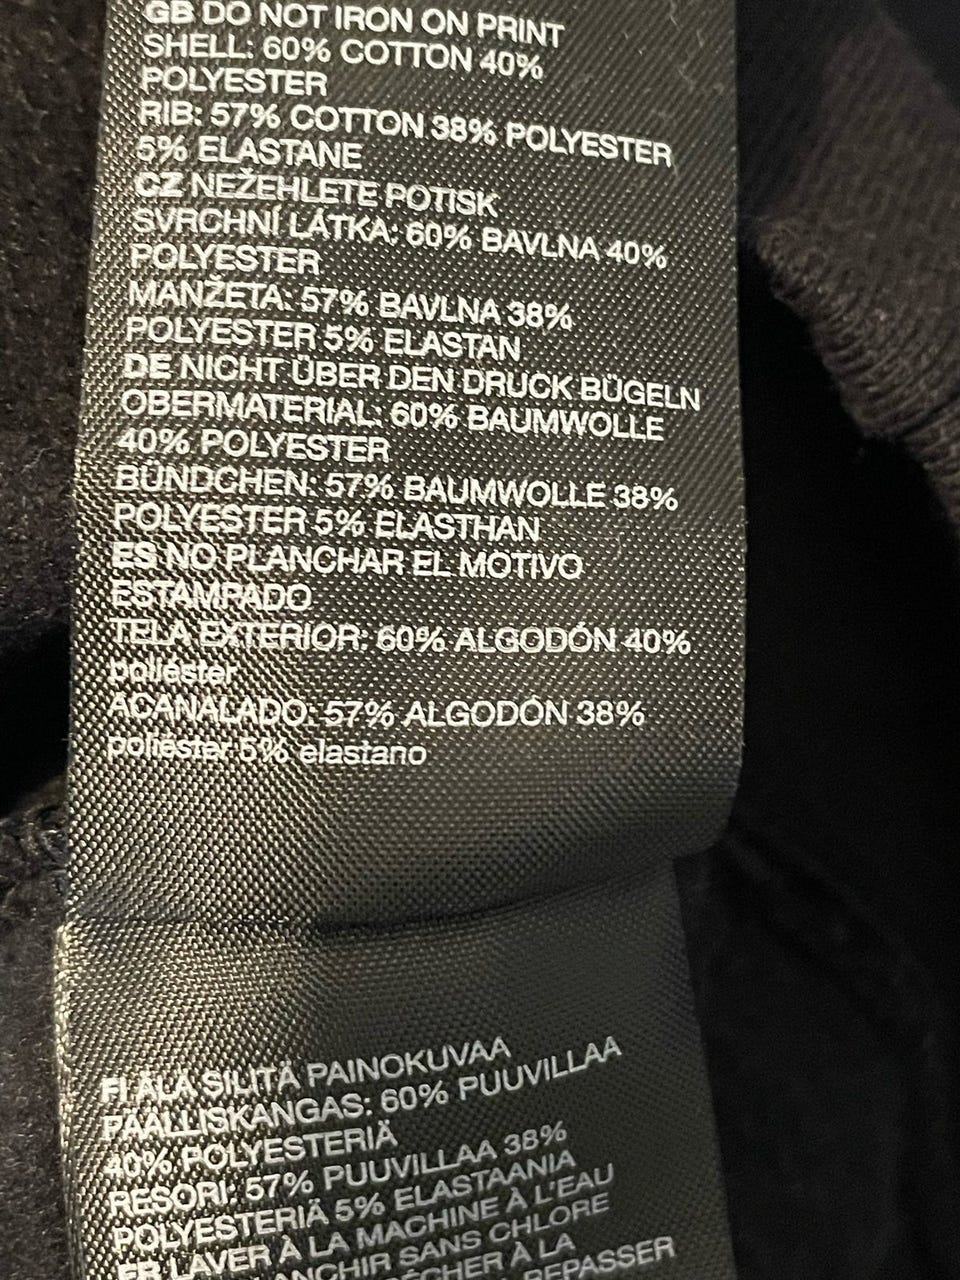 GB DO NOT IRON ON PRINT
SHELL: 60% COTTON 40%
POLYESTER
RIB: 57% COTTON 38% POLYESTER
5% ELASTANE
CZ NEŽEHLETE POTISK
SVRCHNÍ LÁTKA: 60% BAVLNA 40%
POLYESTER
MANŽETA: 57% BAVLNA 38%
POLYESTER 5% ELASTAN
DE NICHT ÜBER DEN DRUCK BÜGELN
OBERMATERIAL: 60% BAUMWOLLE
40% POLYESTER
BÜNDCHEN: 57% BAUMWOLLE 38%
POLYESTER 5% ELASTHAN
ES NO PLANCHAR EL MOTIVO
ESTAMPADO
TELA EXTERIOR: 60% ALGODÓN 40%
poliéster
ACANALADO: 57% ALGODÓN 38%
poliéster 5% elastano
FI ÄLÄ SILITÄ PAINOKUVAA
PÄÄLLISKANGAS: 60% PUUVILLAA
40% POLYESTERIÄ
RESORI: 57% PUUVILLAA 38%
POLYESTERIÄ 5% ELASTAANIA
FR LAVER À LA MACHINE À L'EAU
SANS CHLORE
À LA
REPASSER